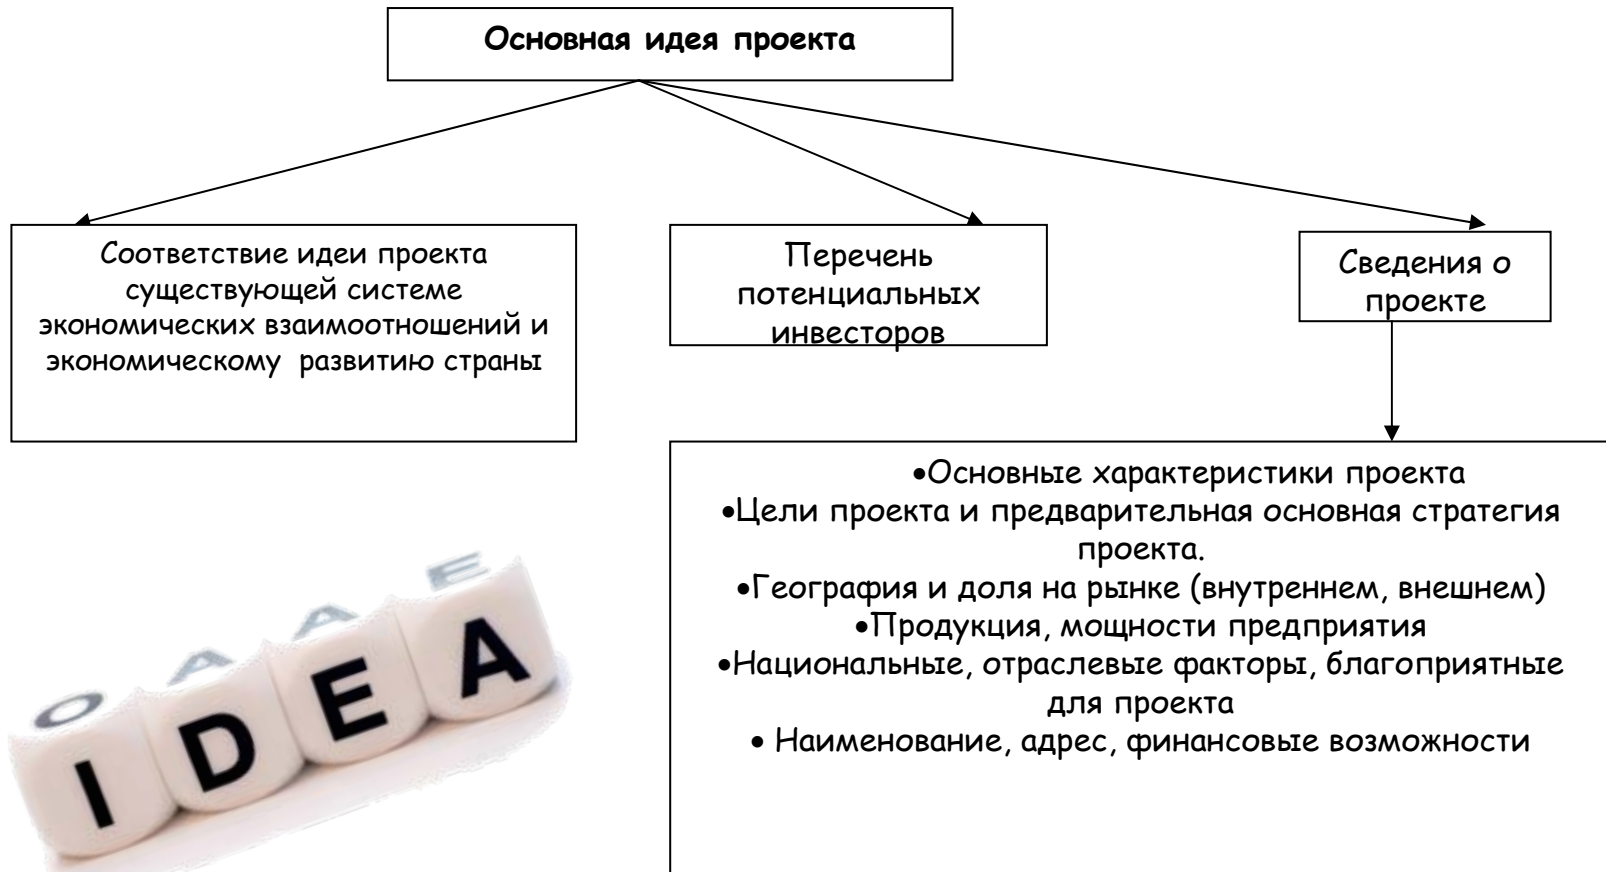 Основная идея проекта
Соответствие идеи проекта
существующей системе
экономических взаимоотношений и
экономическому развитию страны
Перечень
потенциальных
инвесторов
Сведения о
проекте
•Основные характеристики проекта
•Цели проекта и предварительная основная стратегия
проекта.
•География и доля на рынке (внутреннем, внешнем)
•Продукция, мощности предприятия
•Национальные, отраслевые факторы, благоприятные
для проекта
• Наименование, адрес, финансовые возможности
O A A E
IDEA